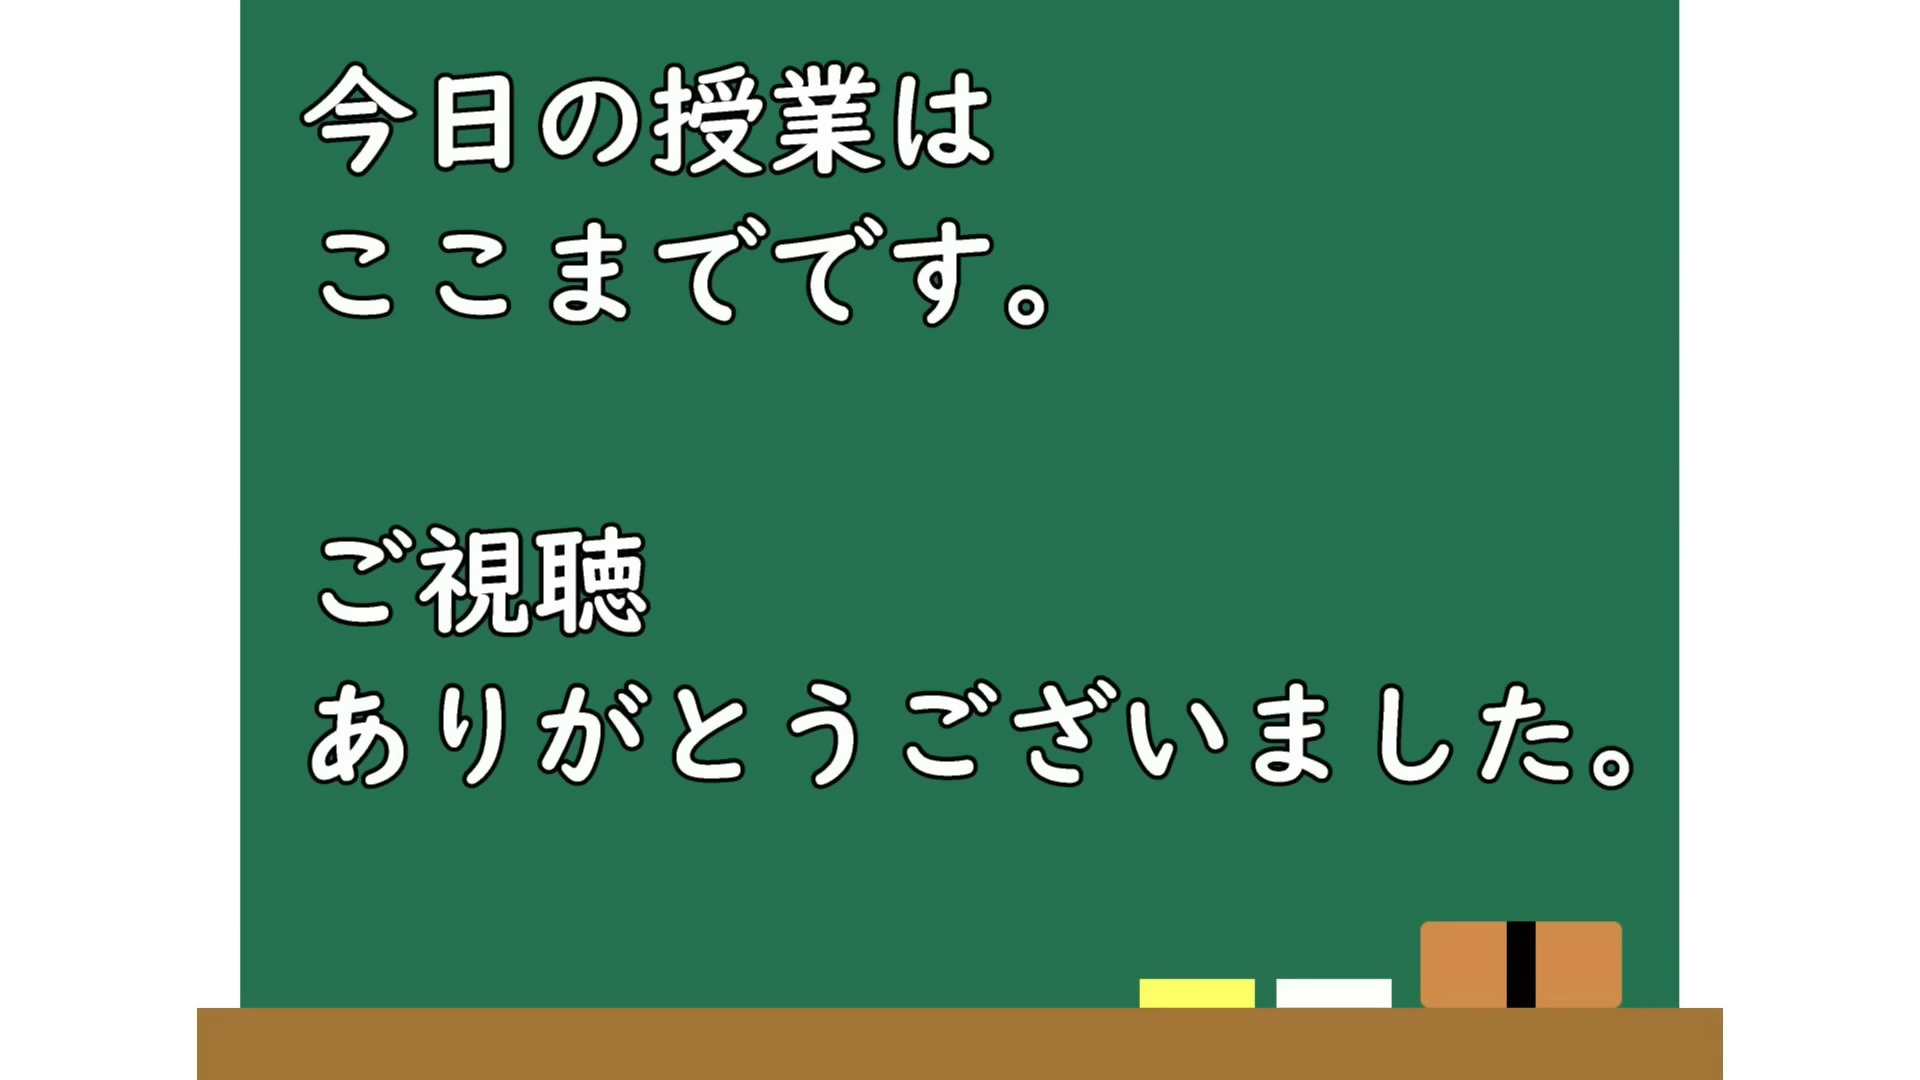 今日の授業は
ここまでです。
ご視聴
ありがとうございました。